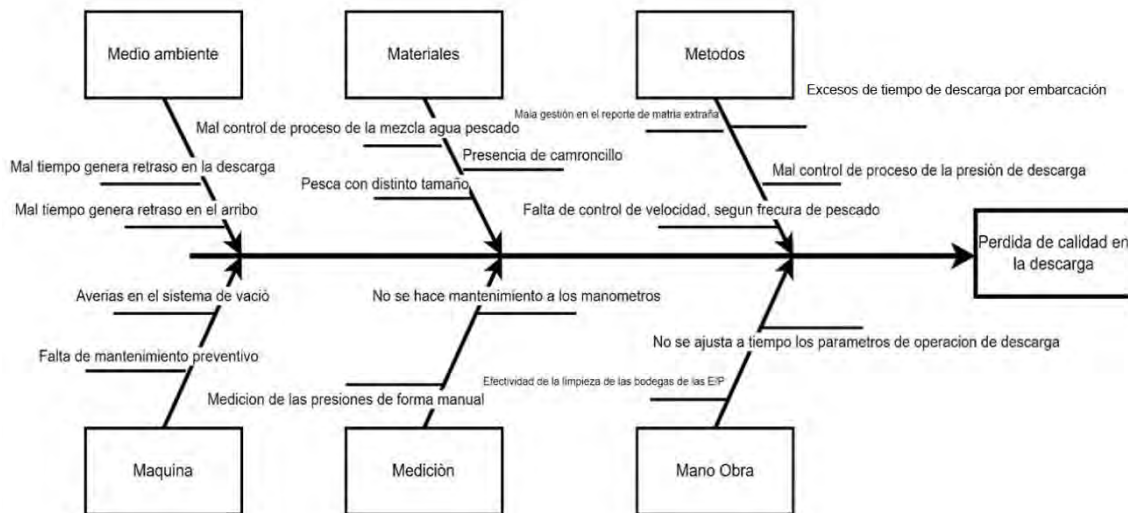 Medio ambiente
Materiales
Metodos
Excesos de tiempo de descarga por embarcación
Mala gestión en el reporte de matria extraña
Mal control de proceso de la mezcla agua pescado
Presencia de camroncillo
Mal tiempo genera retraso en la descarga
Mal control de proceso de la presión de descarga
Pesca con distinto tamaño
Mal tiempo genera retraso en el arribo
Falta de control de velocidad, segun frecura de pescado
Perdida de calidad en
la descarga
Averias en el sistema de vaciò
No se hace mantenimiento a los manometros
No se ajusta a tiempo los parametros de operacion de descarga
Falta de mantenimiento preventivo
Efectividad de la limpieza de las bodegas de las E/P
Medicion de las presiones de forma manual
Maquina
Mediciòn
Mano Obra